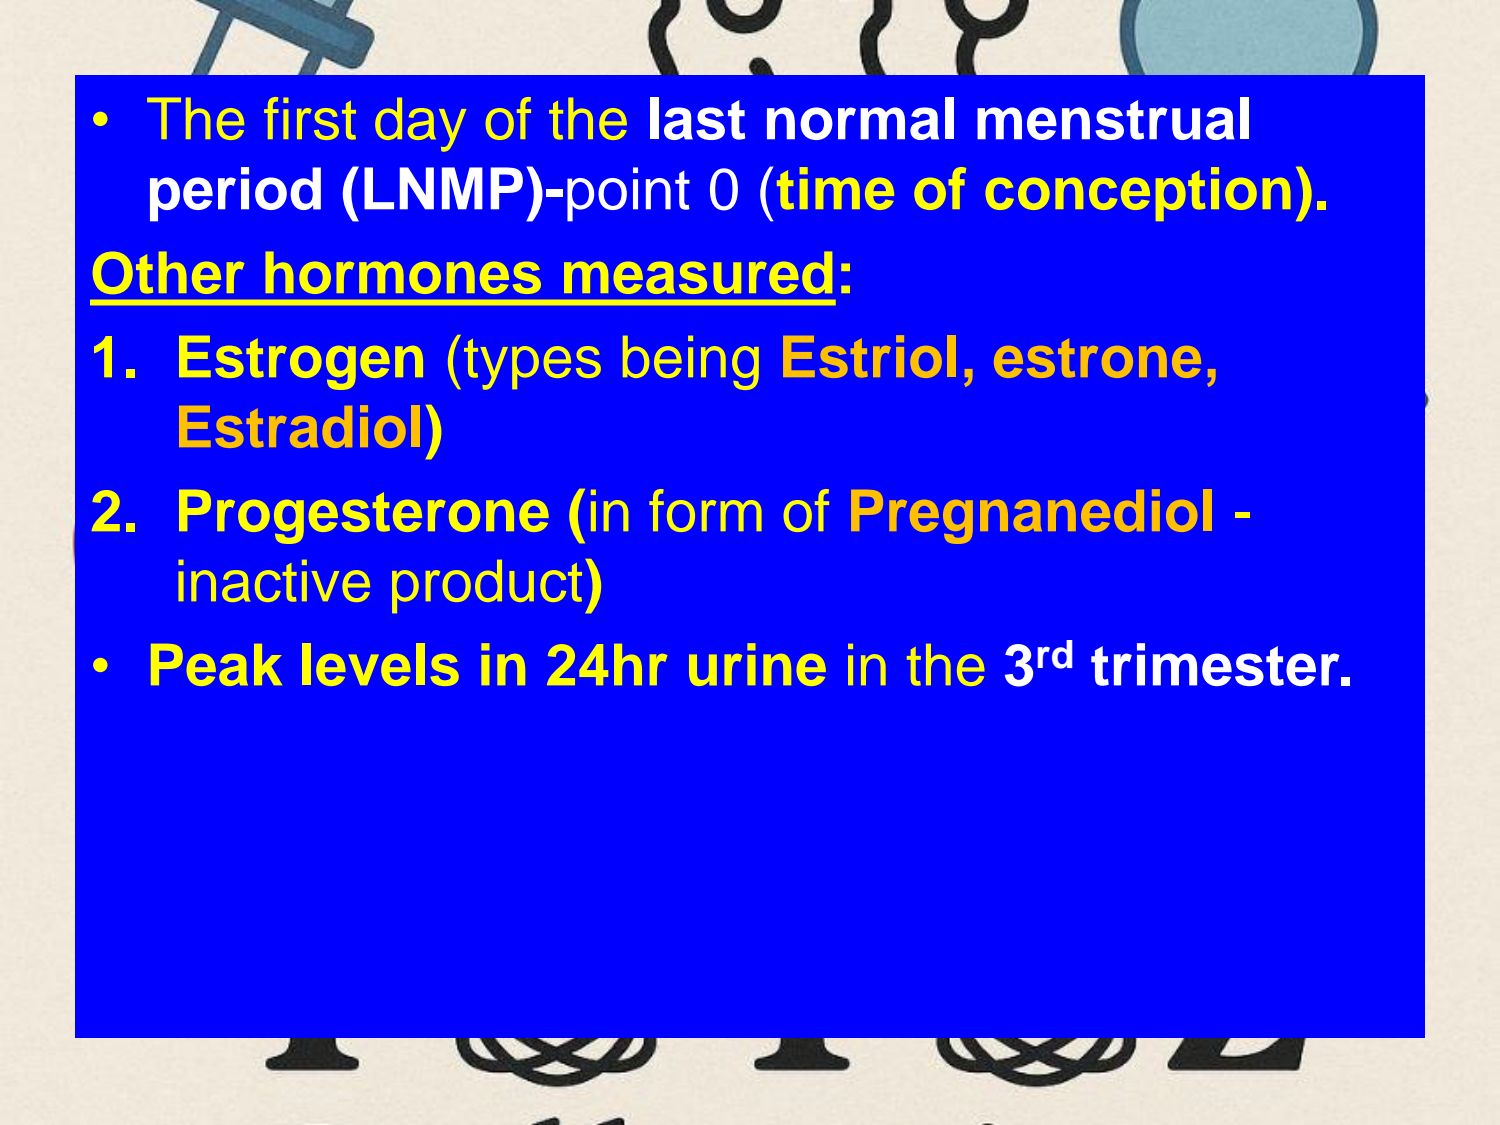 • The first day of the last normal menstrual
period (LNMP)-point 0 (time of conception).
Other hormones measured:
1. Estrogen (types being Estriol, estrone,
Estradiol)
2. Progesterone (in form of Pregnanediol -
inactive product)
• Peak levels in 24hr urine in the 3rd trimester.